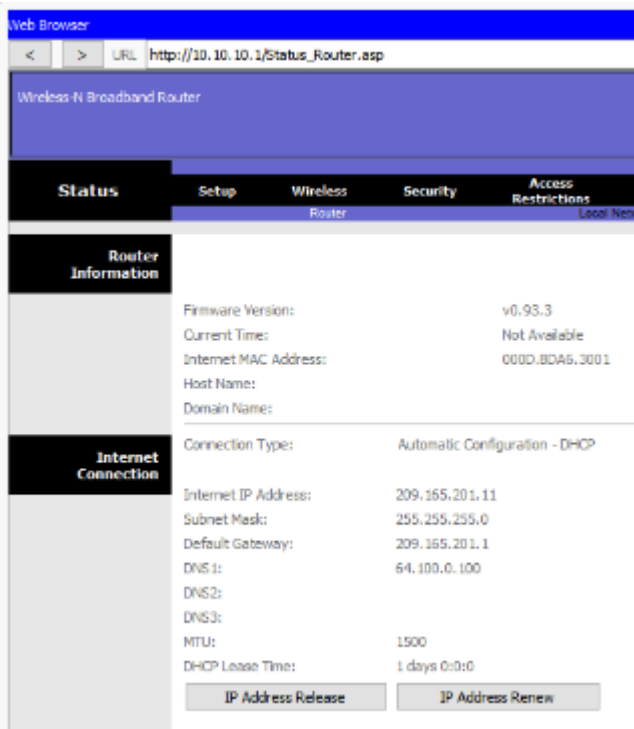 Web Browser
< > URL http://10.10.10.1/Status_Router.asp
Wireless-N Broadband Router
Status Setup Wireless Security Access Restrictions
Router Local Net
Router Information
Firmware Version: v0.93.3
Current Time: Not Available
Internet MAC Address: 000D.BDA6.3001
Host Name:
Domain Name:
Internet Connection
Connection Type: Automatic Configuration - DHCP
Internet IP Address: 209.165.201.11
Subnet Mask: 255.255.255.0
Default Gateway: 209.165.201.1
DNS1: 64.100.0.100
DNS2:
DNS3:
MTU: 1500
DHCP Lease Time: 1 days 0:0:0
IP Address Release IP Address Renew